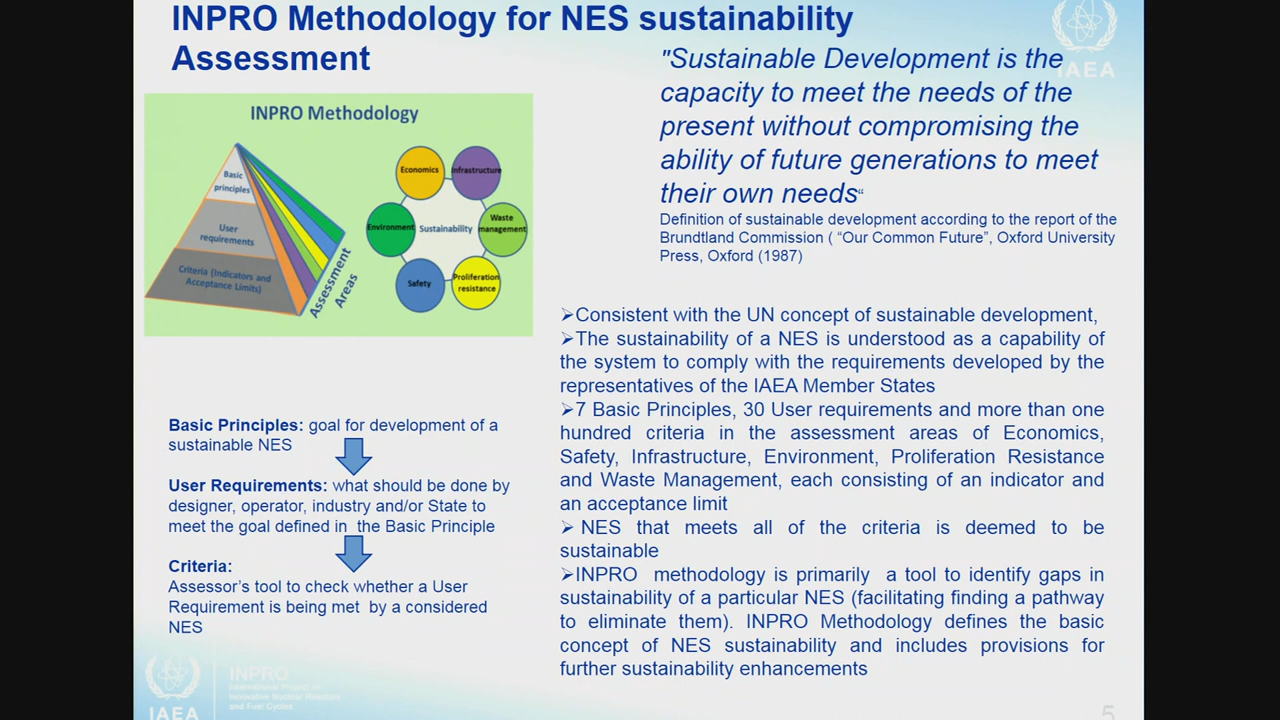 INPRO Methodology for NES sustainability
Assessment
IAEA
"Sustainable Development is the
capacity to meet the needs of the
present without compromising the
ability of future generations to meet
their own needs“
Definition of sustainable development according to the report of the
Brundtland Commission ( “Our Common Future”, Oxford University
Press, Oxford (1987)
INPRO Methodology
Basic
principles
User
requirements
Criteria (Indicators and
Acceptance Limits)
Assessment
Areas
Economics
Infrastructure
Environment
Sustainability
Waste
management
Safety
Proliferation
resistance
Basic Principles: goal for development of a
sustainable NES
User Requirements: what should be done by
designer, operator, industry and/or State to
meet the goal defined in the Basic Principle
Criteria:
Assessor’s tool to check whether a User
Requirement is being met by a considered
NES
➢Consistent with the UN concept of sustainable development,
➢The sustainability of a NES is understood as a capability of
the system to comply with the requirements developed by the
representatives of the IAEA Member States
➢7 Basic Principles, 30 User requirements and more than one
hundred criteria in the assessment areas of Economics,
Safety, Infrastructure, Environment, Proliferation Resistance
and Waste Management, each consisting of an indicator and
an acceptance limit
➢ NES that meets all of the criteria is deemed to be
sustainable
➢INPRO methodology is primarily a tool to identify gaps in
sustainability of a particular NES (facilitating finding a pathway
to eliminate them). INPRO Methodology defines the basic
concept of NES sustainability and includes provisions for
further sustainability enhancements
IAEA
INPRO
International Project on
Innovative Nuclear Reactors
and Fuel Cycles
5